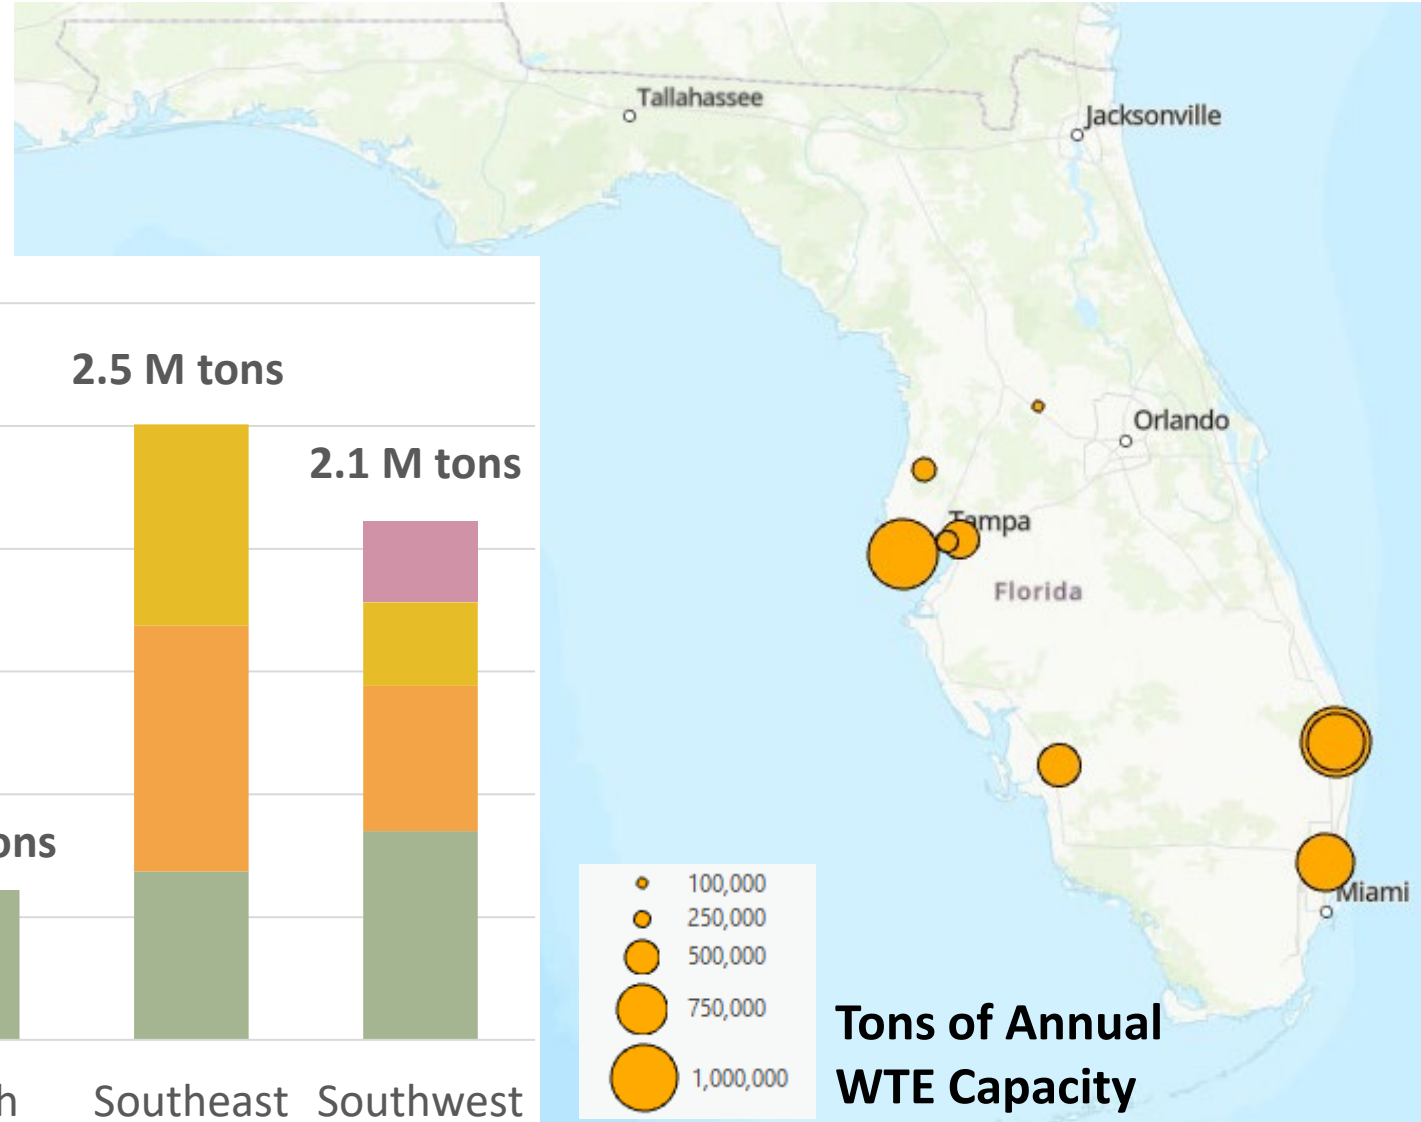 Tallahassee
Jacksonville
Orlando
Tampa
Florida
Miami
2.5 M tons
2.1 M tons
Southeast
Southwest
100,000
250,000
500,000
750,000
1,000,000
Tons of Annual
WTE Capacity